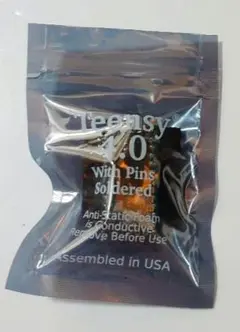 Teensy
4.0
With Pins
Soldered
Anti-Static Foam
is Conductive.
Remove Before Use
Assembled in USA